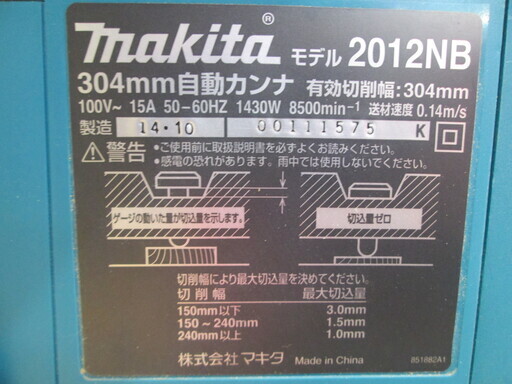 makita® モデル 2012NB
304mm自動カンナ 有効切削幅:304mm
100V~ 15A 50-60HZ 1430W 8500min⁻¹ 送材速度 0.14m/s
製造 14・10 00111575 K
警告 ●ご使用前に取扱説明書を必ずよくお読みください。
●感電の恐れがあります。雨中では使用しないでください。
ゲージの動いた量が切込量を示します。 切込量ゼロ
切削幅により最大切込量を決めてください。
切削幅 最大切込量
150mm以下 3.0mm
150~240mm 1.5mm
240mm以上 1.0mm
株式会社マキタ Made in China 851682A1